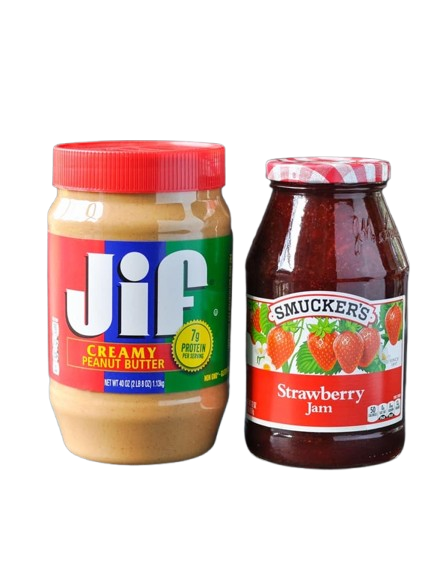 Jif
CREAMY
PEANUT BUTTER
7g
PROTEIN
PER SERVING
NET WT 40 OZ (2 LB 8 OZ) 1.13kg
SMUCKER'S
Strawberry
Jam
50